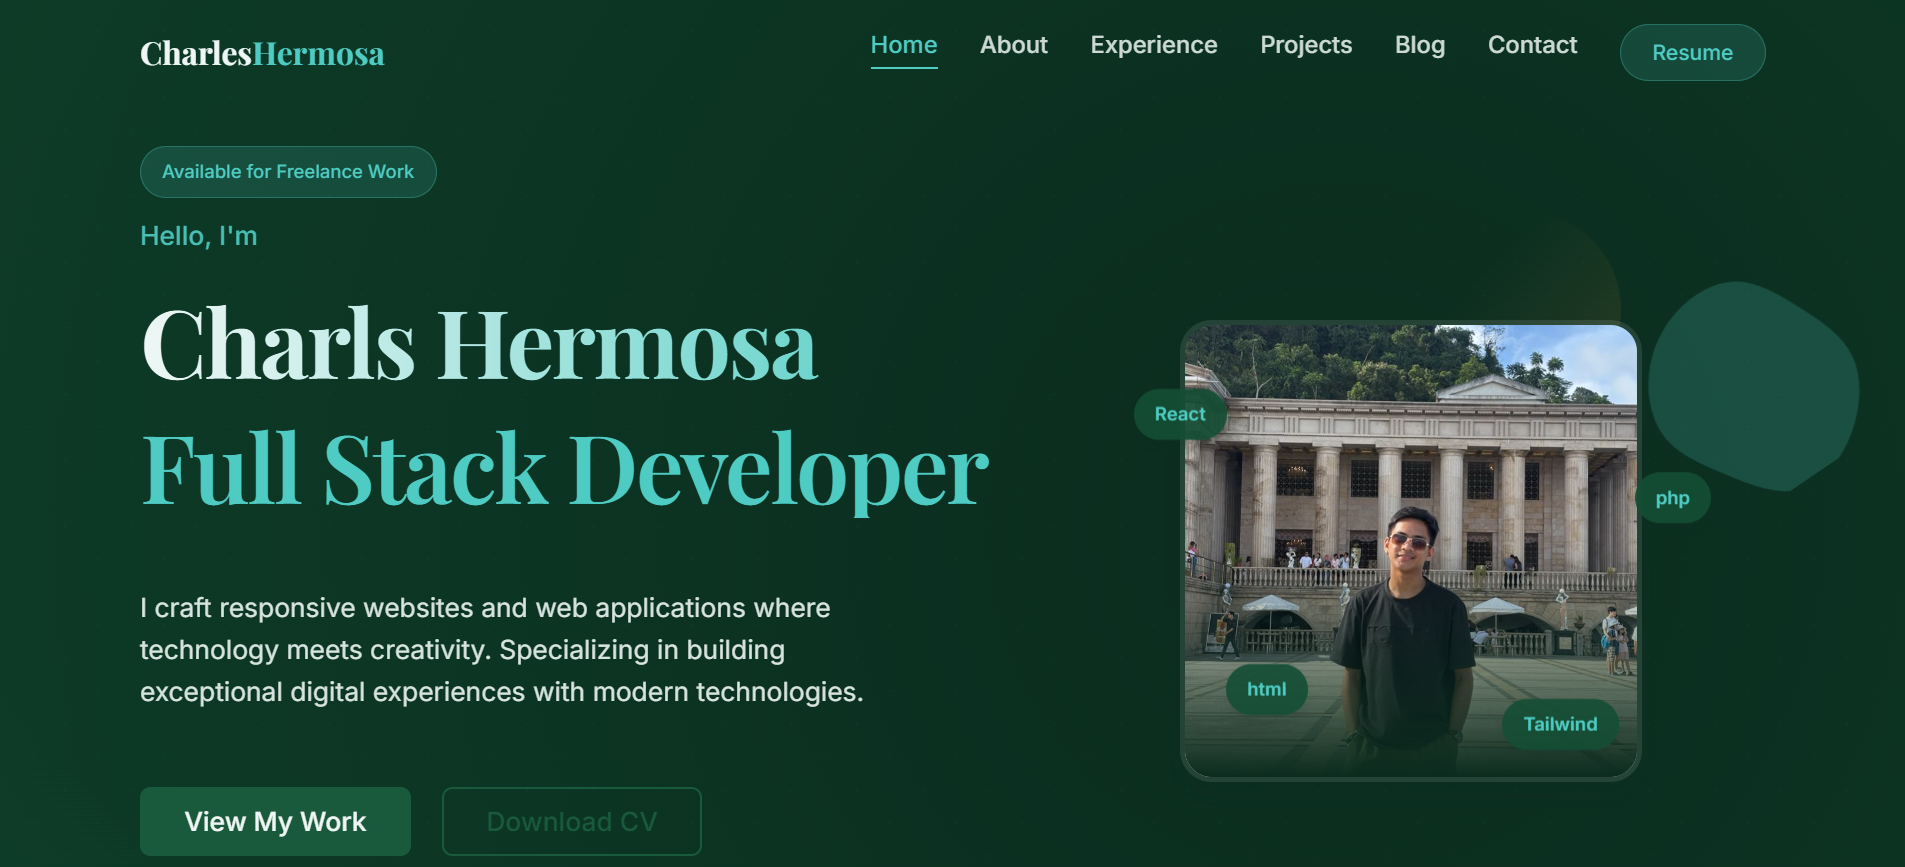 CharlesHermosa
Home About Experience Projects Blog Contact Resume
Available for Freelance Work
Hello, I'm
Charls Hermosa
Full Stack Developer
I craft responsive websites and web applications where
technology meets creativity. Specializing in building
exceptional digital experiences with modern technologies.
View My Work Download CV
React
php
html
Tailwind